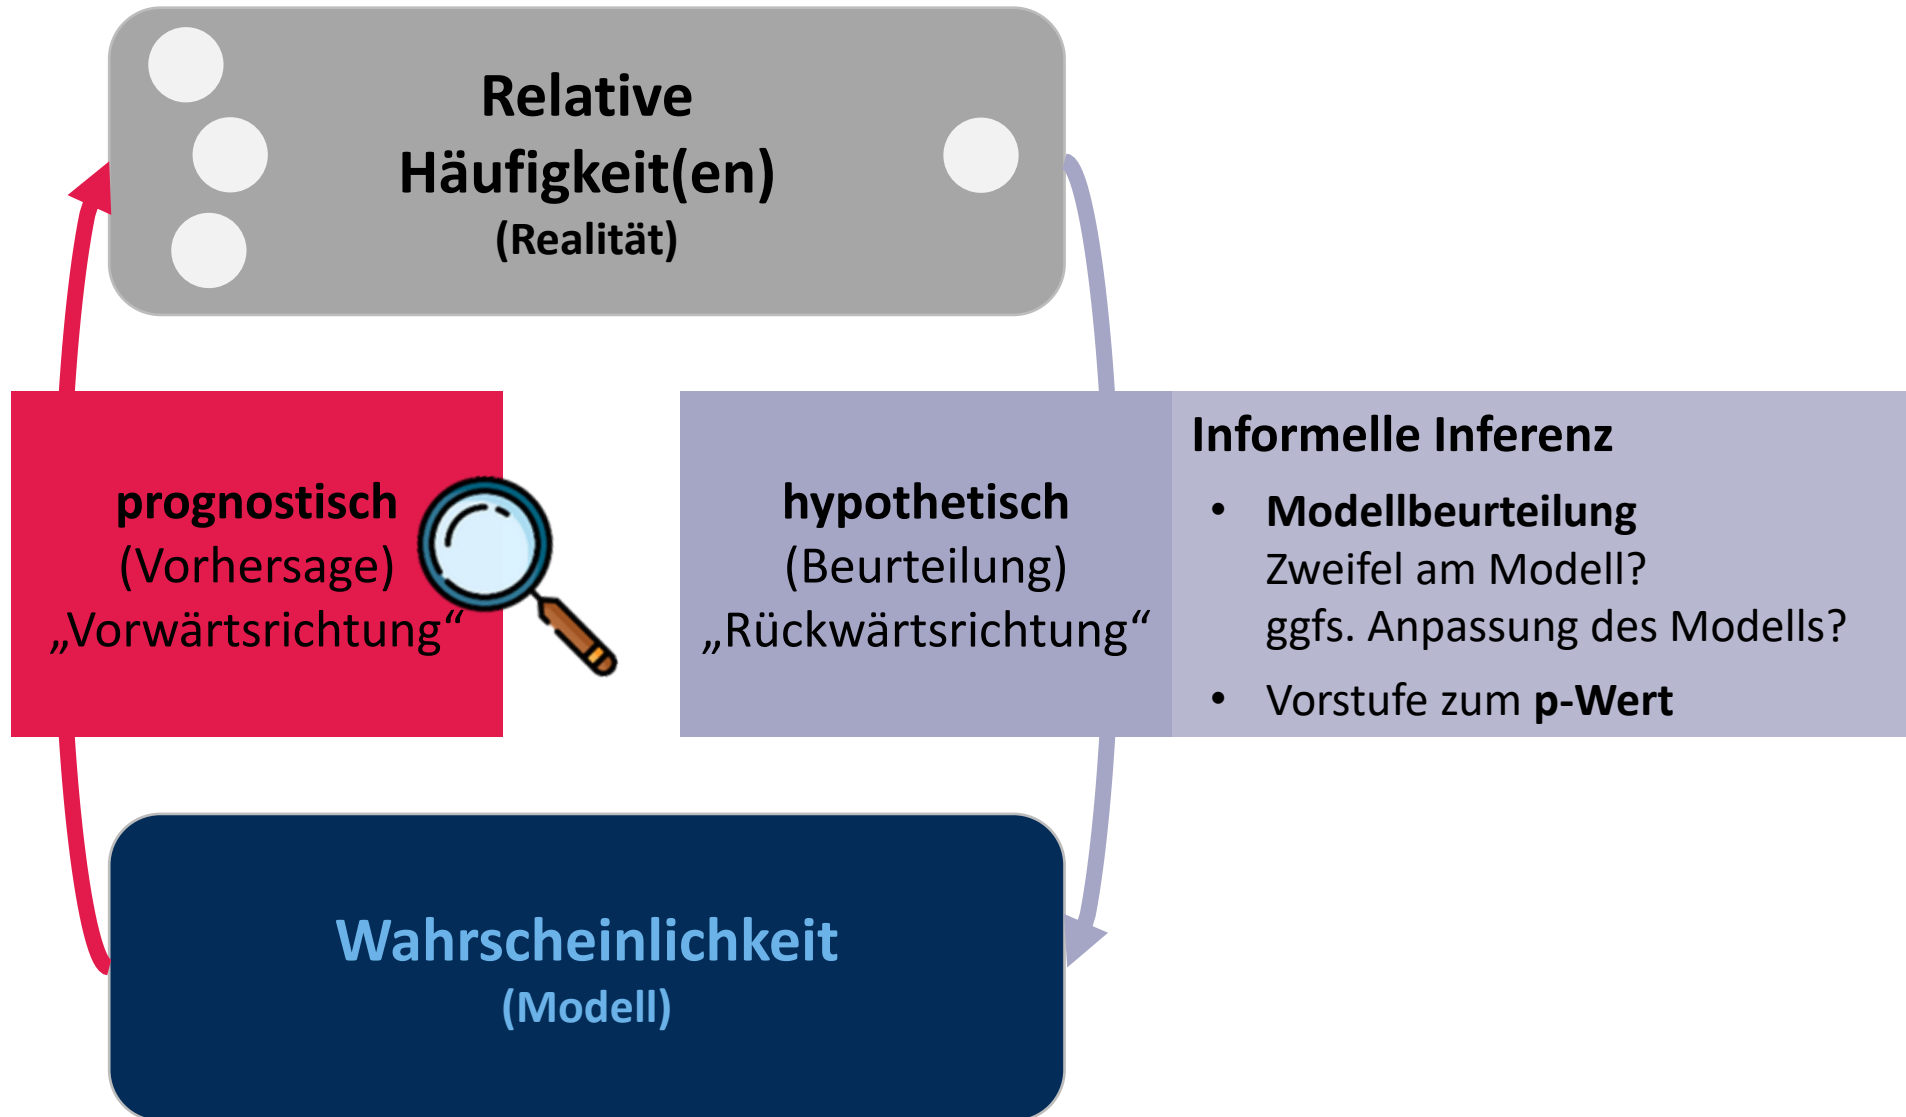 Relative
Häufigkeit(en)
(Realität)
prognostisch
(Vorhersage)
„Vorwärtsrichtung“
hypothetisch
(Beurteilung)
„Rückwärtsrichtung“
Informelle Inferenz
• Modellbeurteilung
Zweifel am Modell?
ggfs. Anpassung des Modells?
• Vorstufe zum p-Wert
Wahrscheinlichkeit
(Modell)